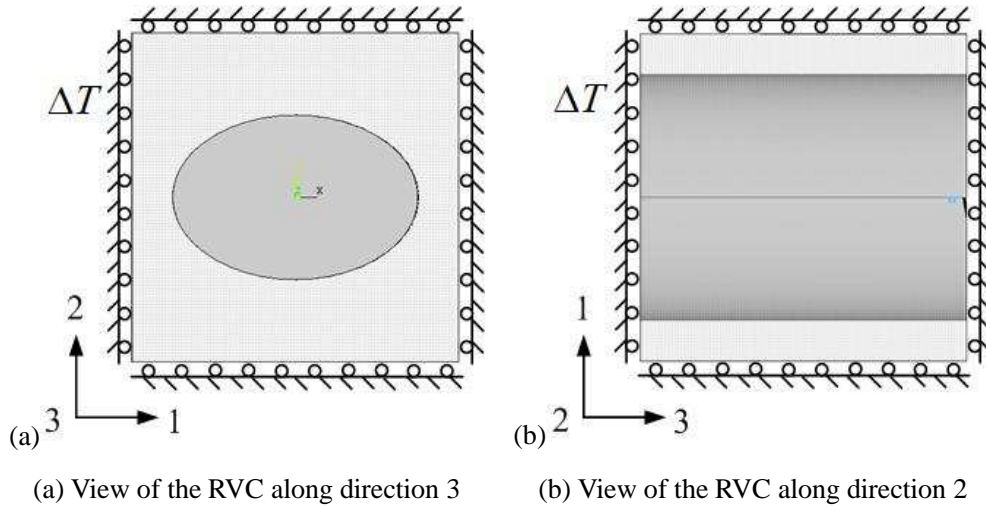 ΔT
ΔT
2
1
3
1
2
3
x
(a)
(b)
(a) View of the RVC along direction 3
(b) View of the RVC along direction 2